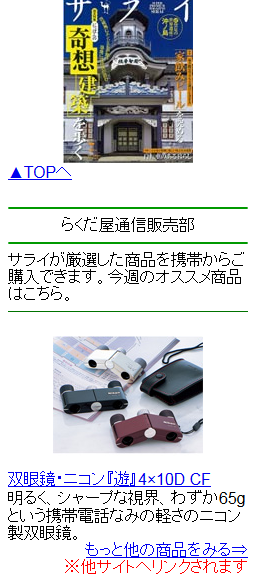 サライ
奇想
建築
を歩く
▲TOPへ
らくだ屋通信販売部
サライが厳選した商品を携帯からご
購入できます。今週のオススメ商品
はこちら。
双眼鏡・ニコン『遊』4×10D CF
明るく、シャープな視界、わずか65g
という携帯電話なみの軽さのニコン
製双眼鏡。
もっと他の商品をみる⇒
※他サイトへリンクされます